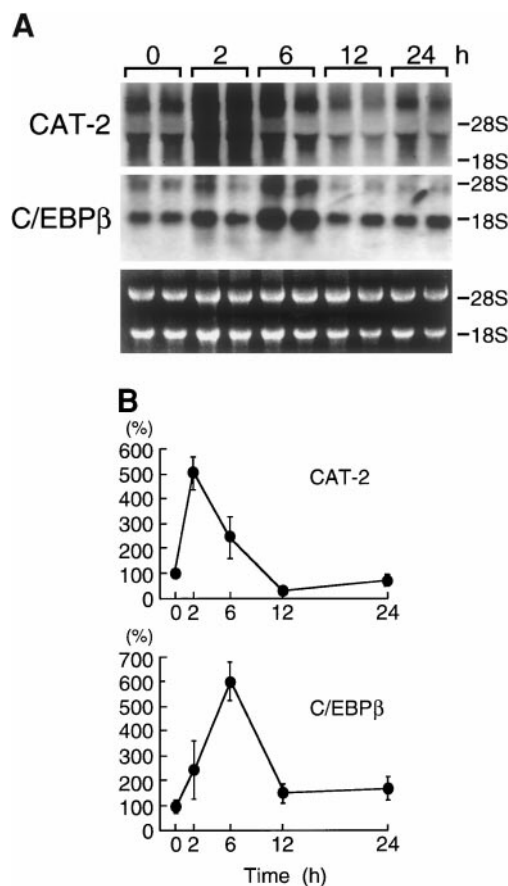 A
0 2 6 12 24 h
CAT-2
–28S
–18S
C/EBPβ
–28S
–18S
–28S
–18S
B
(%)
600
500
400
300
200
100
0
CAT-2
0 2 6 12 24
(%)
700
600
500
400
300
200
100
0
C/EBPβ
0 2 6 12 24
Time (h)